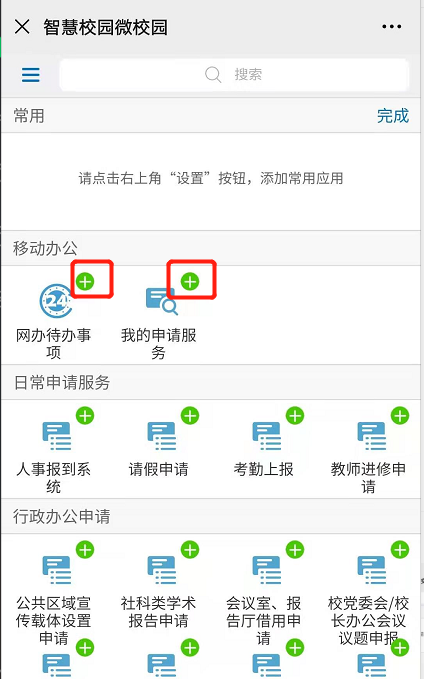 智慧校园微校园
搜索
常用 完成
请点击右上角“设置”按钮，添加常用应用
移动办公
24
网办待办事
项
我的申请服
务
日常申请服务
人事报到系
统
请假申请
考勤上报
教师进修申
请
行政办公申请
公共区域宣
传载体设置
申请
社科类学术
报告申请
会议室、报
告厅借用申
请
校党委会/校
长办公会议
议题申报